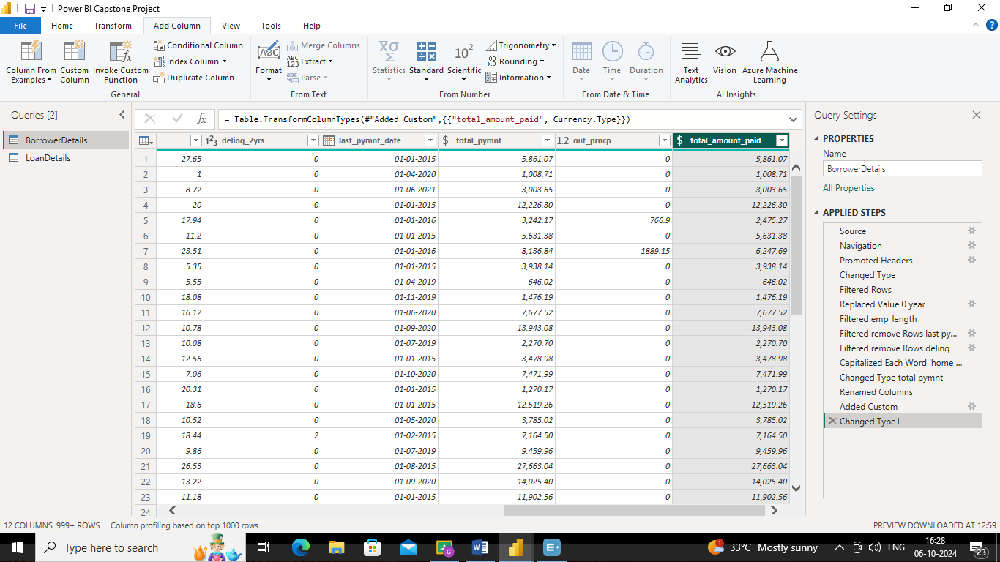 Power BI Capstone Project
File Home Transform Add Column View Tools Help
Column From Examples
Custom Column
Invoke Custom Function
Conditional Column
Index Column
Duplicate Column
General
Format
Merge Columns
Extract
Parse
From Text
Statistics
Standard
Scientific
Trigonometry
Rounding
Information
From Number
Date
Time
Duration
From Date & Time
Text Analytics
Vision
Azure Machine Learning
AI Insights
Queries [2]
BorrowerDetails
LoanDetails
= Table.TransformColumnTypes(#"Added Custom",{{"total_amount_paid", Currency.Type}})
delinq_2yrs last_pymnt_date $ total_pymnt 1.2 out_prncp $ total_amount_paid
1 27.65 0 01-01-2015 5,861.07 0 5,861.07
2 1 0 01-04-2020 1,008.71 0 1,008.71
3 8.72 0 01-06-2021 3,003.65 0 3,003.65
4 20 0 01-01-2015 12,226.30 0 12,226.30
5 17.94 0 01-01-2016 3,242.17 766.9 2,475.27
6 11.2 0 01-01-2015 5,631.38 0 5,631.38
7 23.51 0 01-01-2016 8,136.84 1889.15 6,247.69
8 5.35 0 01-01-2015 3,938.14 0 3,938.14
9 5.55 0 01-04-2019 646.02 0 646.02
10 18.08 0 01-11-2019 1,476.19 0 1,476.19
11 16.12 0 01-06-2020 7,677.52 0 7,677.52
12 10.78 0 01-09-2020 13,943.08 0 13,943.08
13 10.08 0 01-07-2019 2,270.70 0 2,270.70
14 12.56 0 01-01-2015 3,478.98 0 3,478.98
15 7.06 0 01-10-2020 7,471.99 0 7,471.99
16 20.31 0 01-01-2015 1,270.17 0 1,270.17
17 18.6 0 01-01-2015 12,519.26 0 12,519.26
18 10.52 0 01-05-2020 3,785.02 0 3,785.02
19 18.44 2 01-02-2015 7,164.50 0 7,164.50
20 9.86 0 01-07-2019 9,459.96 0 9,459.96
21 26.53 0 01-08-2015 27,663.04 0 27,663.04
22 13.22 0 01-09-2020 14,025.40 0 14,025.40
23 11.18 0 01-01-2015 11,902.56 0 11,902.56
24
Query Settings
PROPERTIES
Name
BorrowerDetails
All Properties
APPLIED STEPS
Source
Navigation
Promoted Headers
Changed Type
Filtered Rows
Replaced Value 0 year
Filtered emp_length
Filtered remove Rows last py...
Filtered remove Rows delinq
Capitalized Each Word 'home ...
Changed Type total pymnt
Renamed Columns
Added Custom
Changed Type1
12 COLUMNS, 999+ ROWS Column profiling based on top 1000 rows
PREVIEW DOWNLOADED AT 12:59
Type here to search
33°C Mostly sunny
ENG
16:28
06-10-2024
23